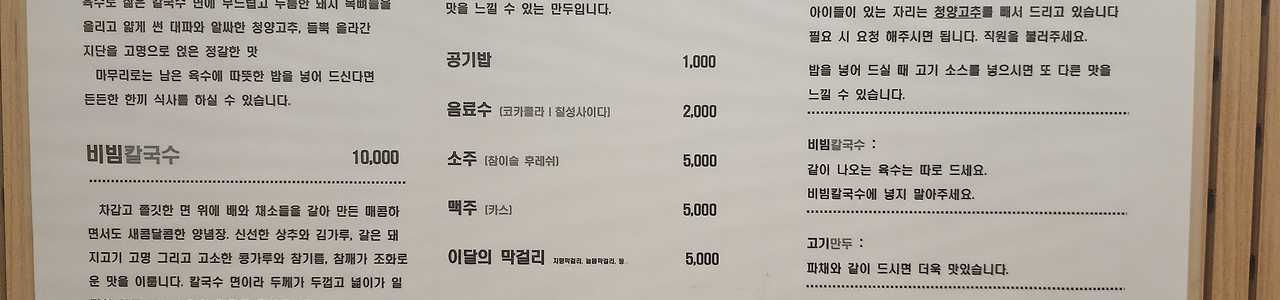 육수로 삶은 칼국수 면에 부드럽고 두툼한 돼지 목뼈들을
올리고 얇게 썬 대파와 알싸한 청양고추, 듬뿍 올라간
지단을 고명으로 얹은 정갈한 맛
마무리로는 남은 육수에 따뜻한 밥을 넣어 드신다면
든든한 한끼 식사를 하실 수 있습니다.
비빔칼국수 10,000
차갑고 쫄깃한 면 위에 배와 채소들을 갈아 만든 매콤하
면서도 새콤달콤한 양념장. 신선한 상추와 김가루, 같은 돼
지고기 고명 그리고 고소한 콩가루와 참기름, 참깨가 조화로
운 맛을 이룹니다. 칼국수 면이라 두께가 두껍고 넓이가 일
맛을 느낄 수 있는 만두입니다.
공기밥 1,000
음료수 (코카콜라 | 칠성사이다) 2,000
소주 (참이슬 후레쉬) 5,000
맥주 (카스) 5,000
이달의 막걸리 지평막걸리, 늘봄막걸리, 등.. 5,000
아이들이 있는 자리는 청양고추를 빼서 드리고 있습니다
필요 시 요청 해주시면 됩니다. 직원을 불러주세요.
밥을 넣어 드실 때 고기 소스를 넣으시면 또 다른 맛을
느낄 수 있습니다.
비빔칼국수 :
같이 나오는 육수는 따로 드세요.
비빔칼국수에 넣지 말아주세요.
고기만두 :
파채와 같이 드시면 더욱 맛있습니다.